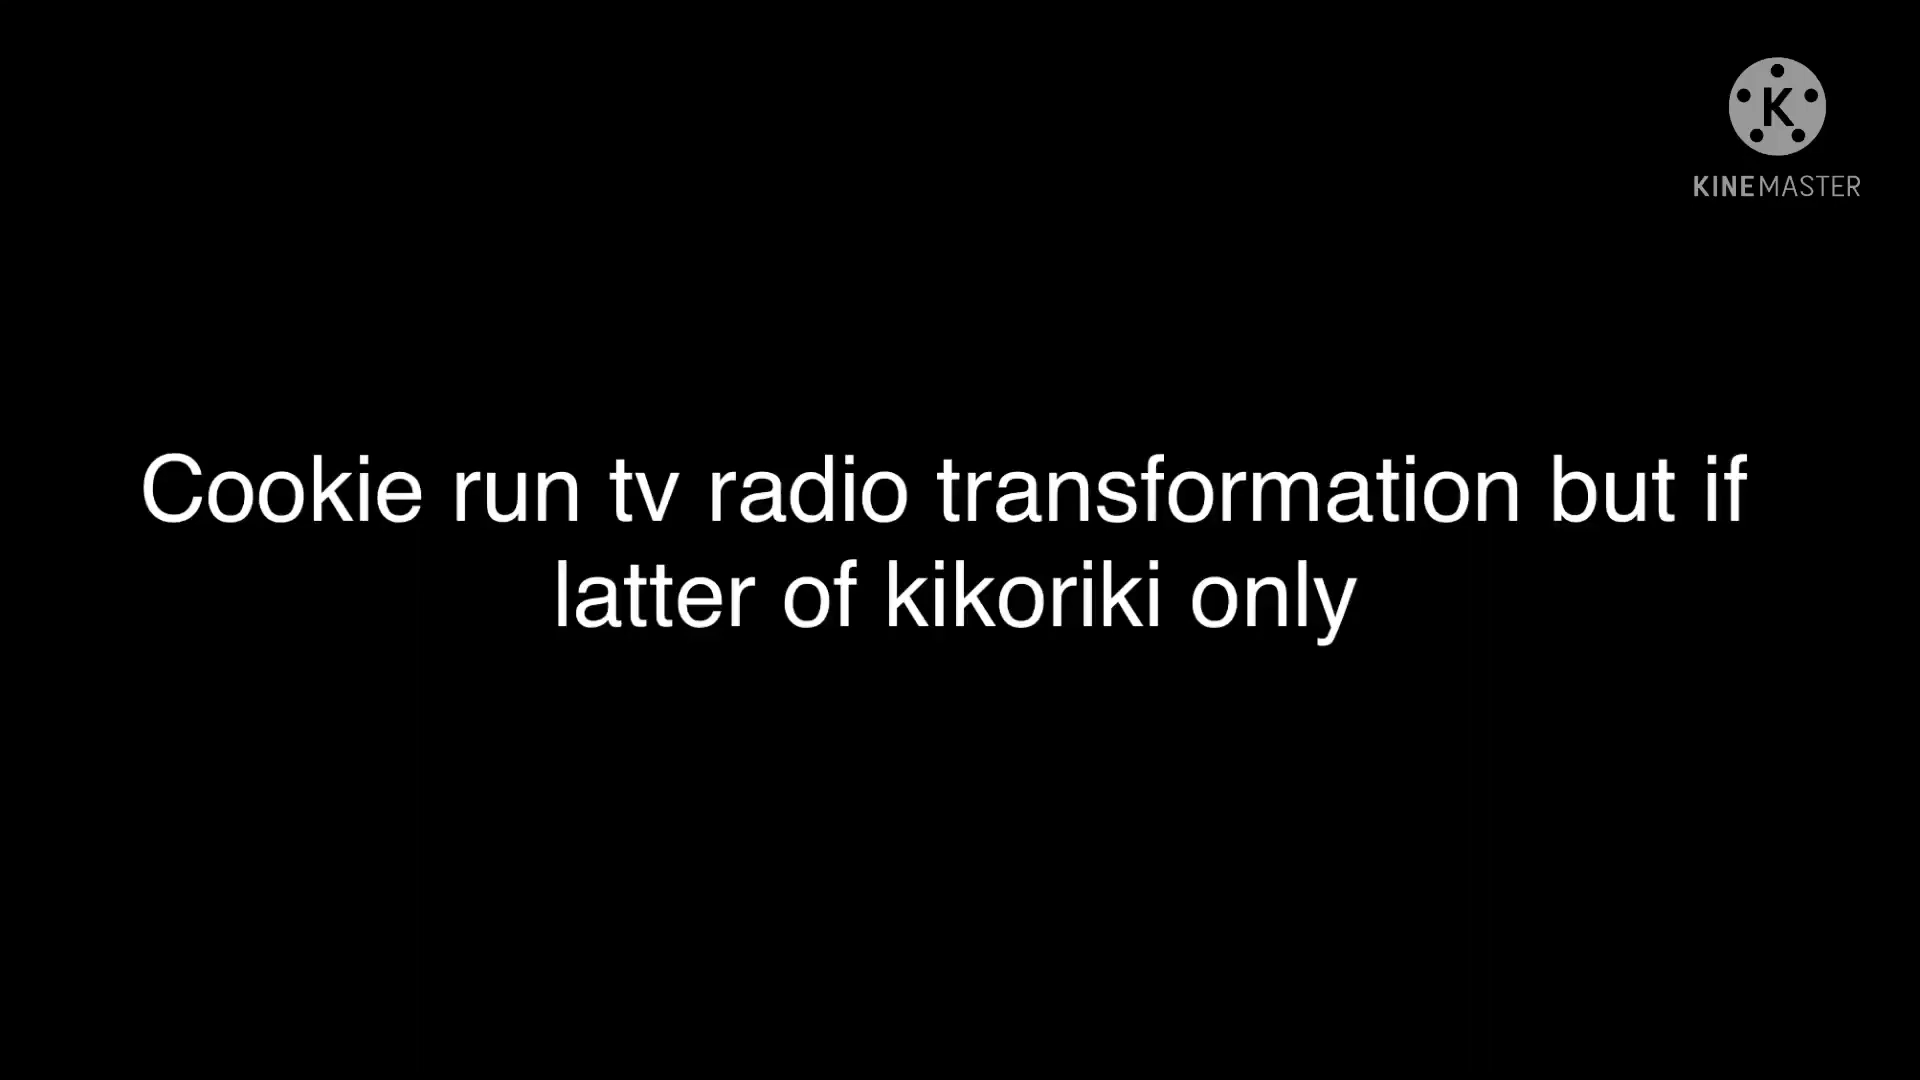 K
KINEMASTER
Cookie run tv radio transformation but if
latter of kikoriki only